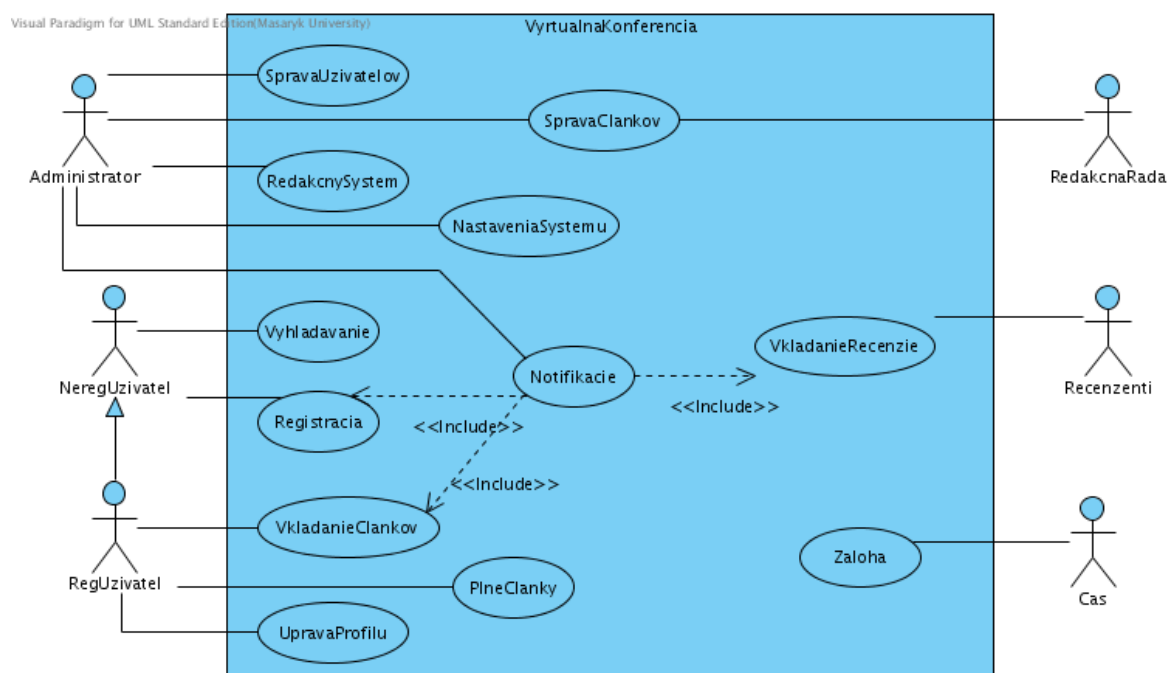 Visual Paradigm for UML Standard Edition(Masaryk University)
VyrtualnaKonferencia
SpravaUzivatelov
SpravaClankov
Administrator
RedakcnySystem
RedakcnaRada
NastaveniaSystemu
Vyhladavanie
VkladanieRecenzie
Notifikacie
NeregUzivatel
Recenzenti
<<Include>>
Registracia
<<Include>>
<<Include>>
VkladanieClankov
Zaloha
RegUzivatel
PlneClanky
Cas
UpravaProfilu